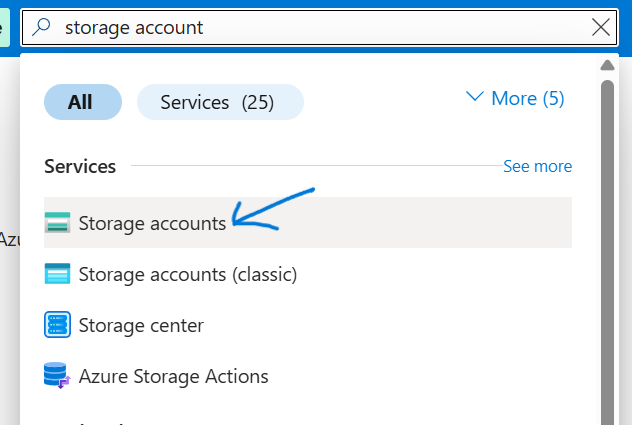 storage account
All
Services (25)
More (5)
Services
See more
Storage accounts
Azu
Storage accounts (classic)
Storage center
Azure Storage Actions